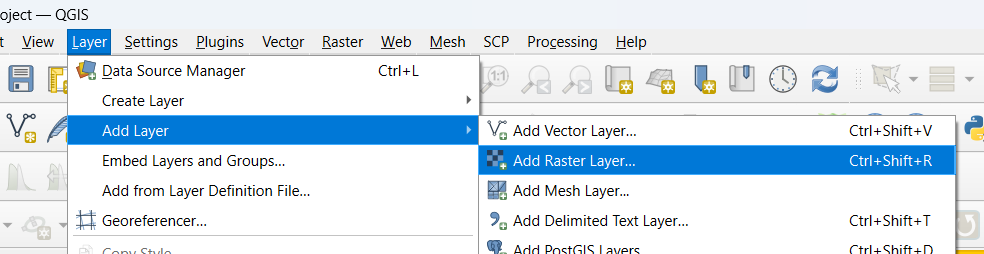 oject — QGIS
t View Layer Settings Plugins Vector Raster Web Mesh SCP Processing Help
Data Source Manager Ctrl+L
1:1
Create Layer
Add Layer
Add Vector Layer... Ctrl+Shift+V
Embed Layers and Groups...
Add Raster Layer... Ctrl+Shift+R
Add from Layer Definition File...
Add Mesh Layer...
Georeferencer...
Add Delimited Text Layer... Ctrl+Shift+T
Copy Style
Add PostGIS Layers Ctrl+Shift+D